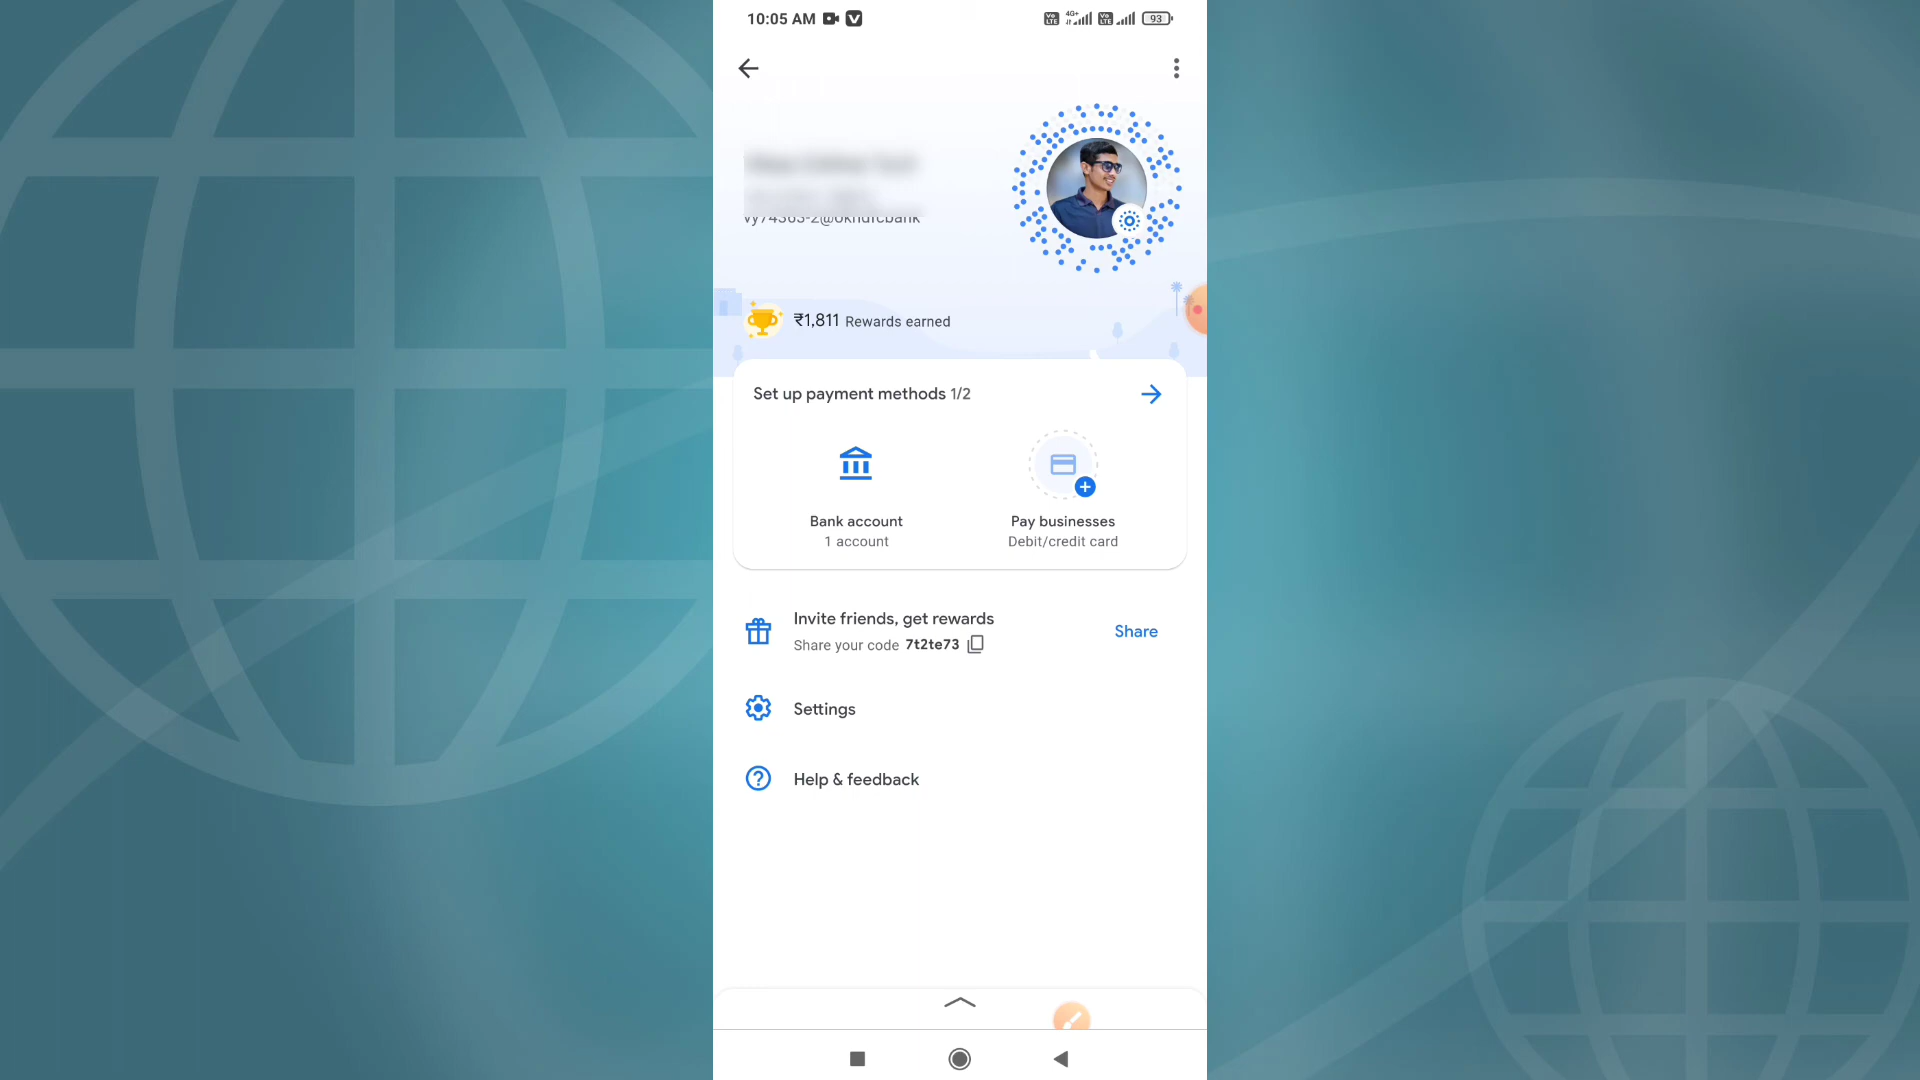 10:05 AM
93
₹1,811 Rewards earned
Set up payment methods 1/2
Bank account
1 account
Pay businesses
Debit/credit card
Invite friends, get rewards
Share your code 7t2te73
Share
Settings
Help & feedback